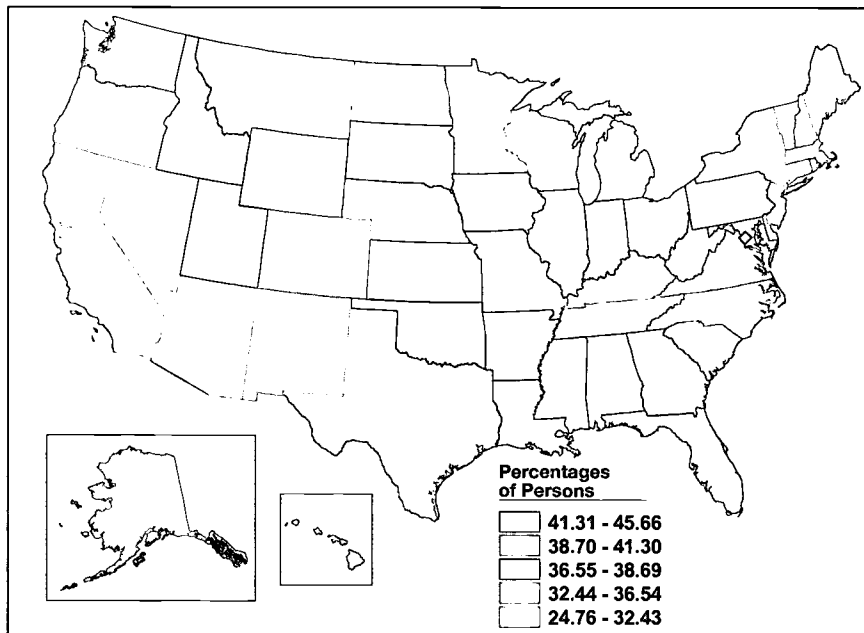 Percentages
of Persons
41.31 - 45.66
38.70 - 41.30
36.55 - 38.69
32.44 - 36.54
24.76 - 32.43